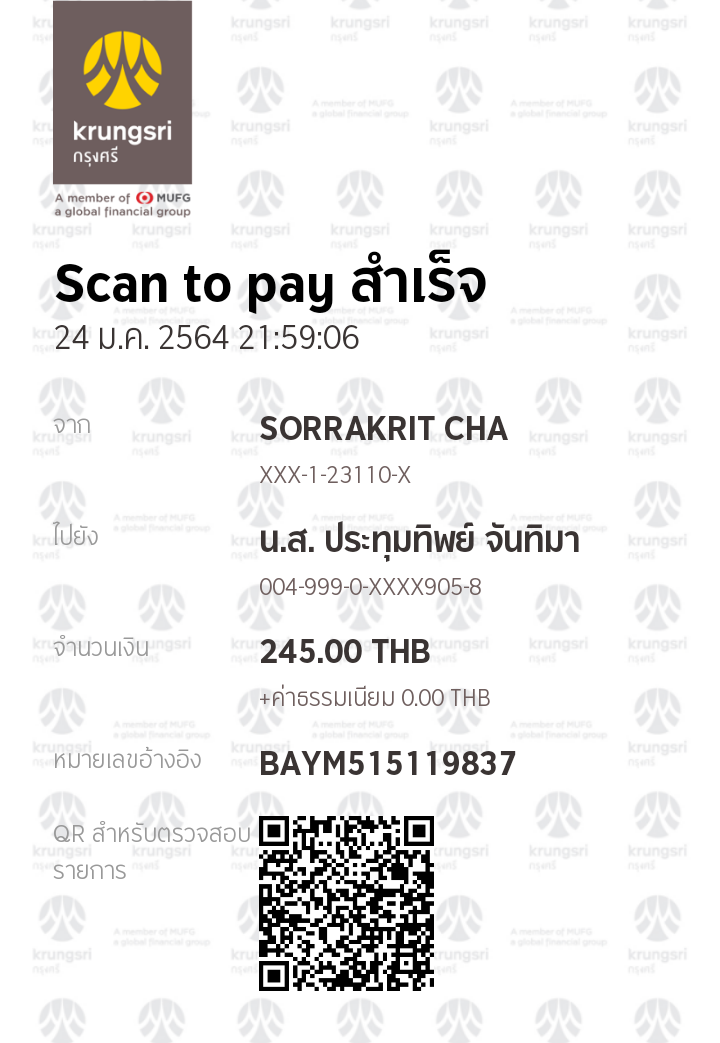 krungsri
กรุงศรี
A member of MUFG
a global financial group
Scan to pay สำเร็จ
24 ม.ค. 2564 21:59:06
จาก
SORRAKRIT CHA
XXX-1-23110-X
ไปยัง
น.ส. ประทุมทิพย์ จันทิมา
004-999-0-XXXX905-8
จำนวนเงิน
245.00 THB
+ค่าธรรมเนียม 0.00 THB
หมายเลขอ้างอิง
BAYM515119837
QR สำหรับตรวจสอบ
รายการ